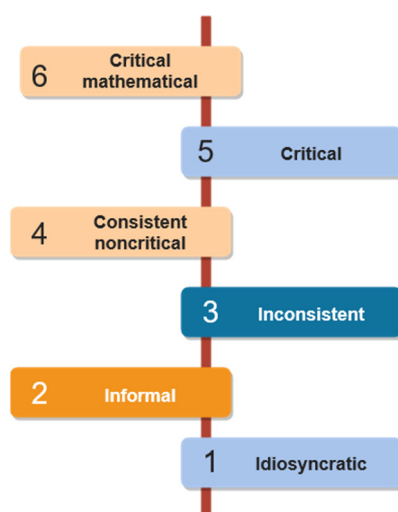 6 Critical
mathematical
5 Critical
4 Consistent
noncritical
3 Inconsistent
2 Informal
1 Idiosyncratic